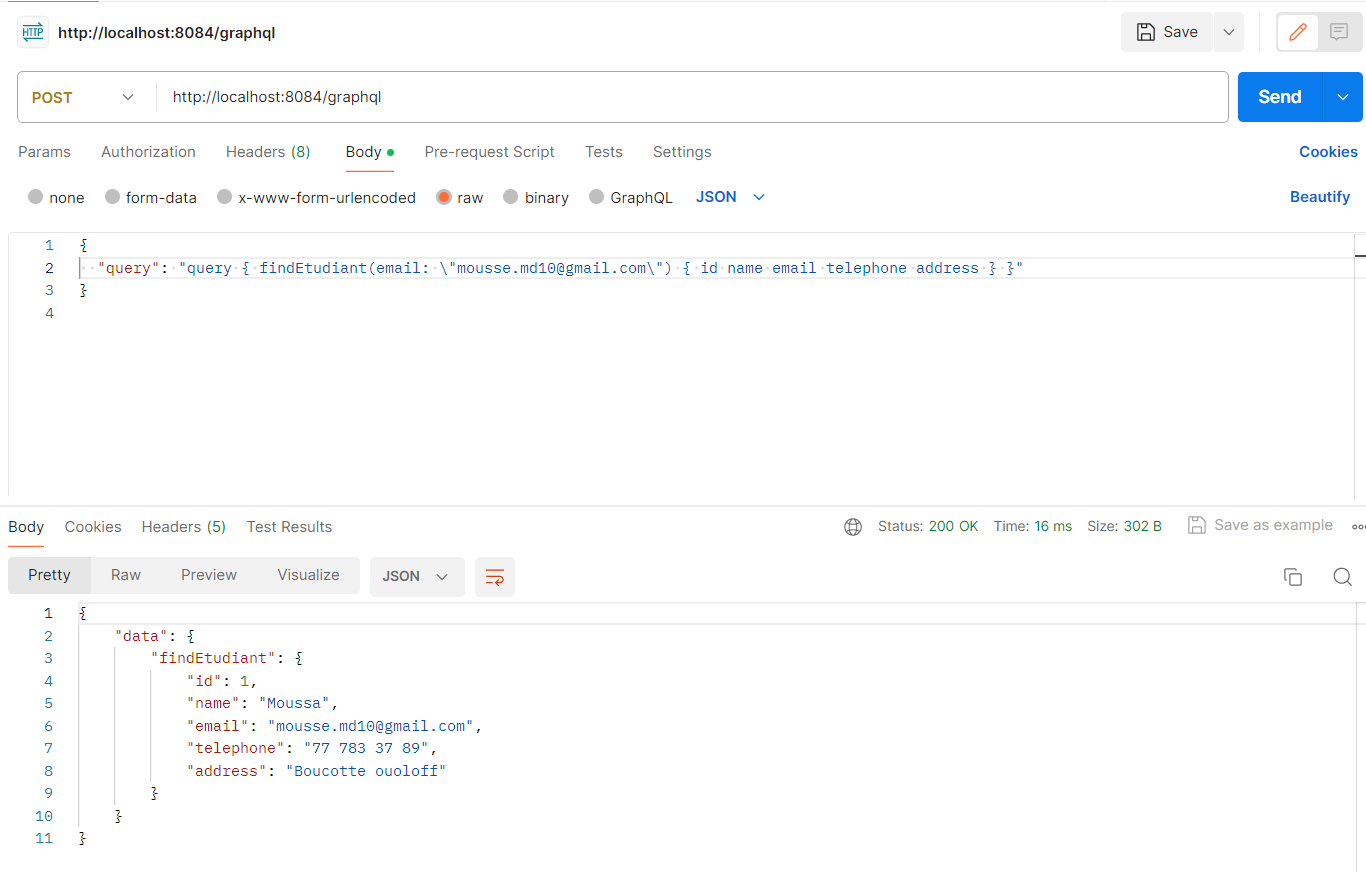 HTTP http://localhost:8084/graphql Save
POST http://localhost:8084/graphql Send
Params Authorization Headers (8) Body Pre-request Script Tests Settings Cookies
none form-data x-www-form-urlencoded raw binary GraphQL JSON Beautify
1 {
2 "query": "query { findEtudiant(email: \"mousse.md10@gmail.com\") { id name email telephone address } }"
3 }
4
Body Cookies Headers (5) Test Results Status: 200 OK Time: 16 ms Size: 302 B Save as example
Pretty Raw Preview Visualize JSON
1 {
2 "data": {
3 "findEtudiant": {
4 "id": 1,
5 "name": "Moussa",
6 "email": "mousse.md10@gmail.com",
7 "telephone": "77 783 37 89",
8 "address": "Boucotte ouoloff"
9 }
10 }
11 }